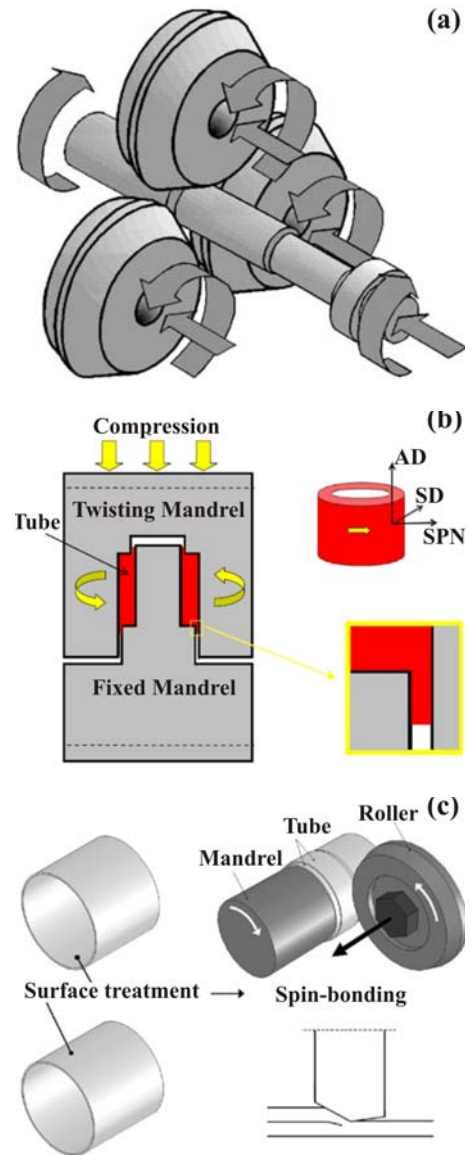 (a)
(b)
Compression
Twisting Mandrel
Tube
Fixed Mandrel
AD
SD
SPN
(c)
Roller
Tube
Mandrel
Surface treatment
Spin-bonding